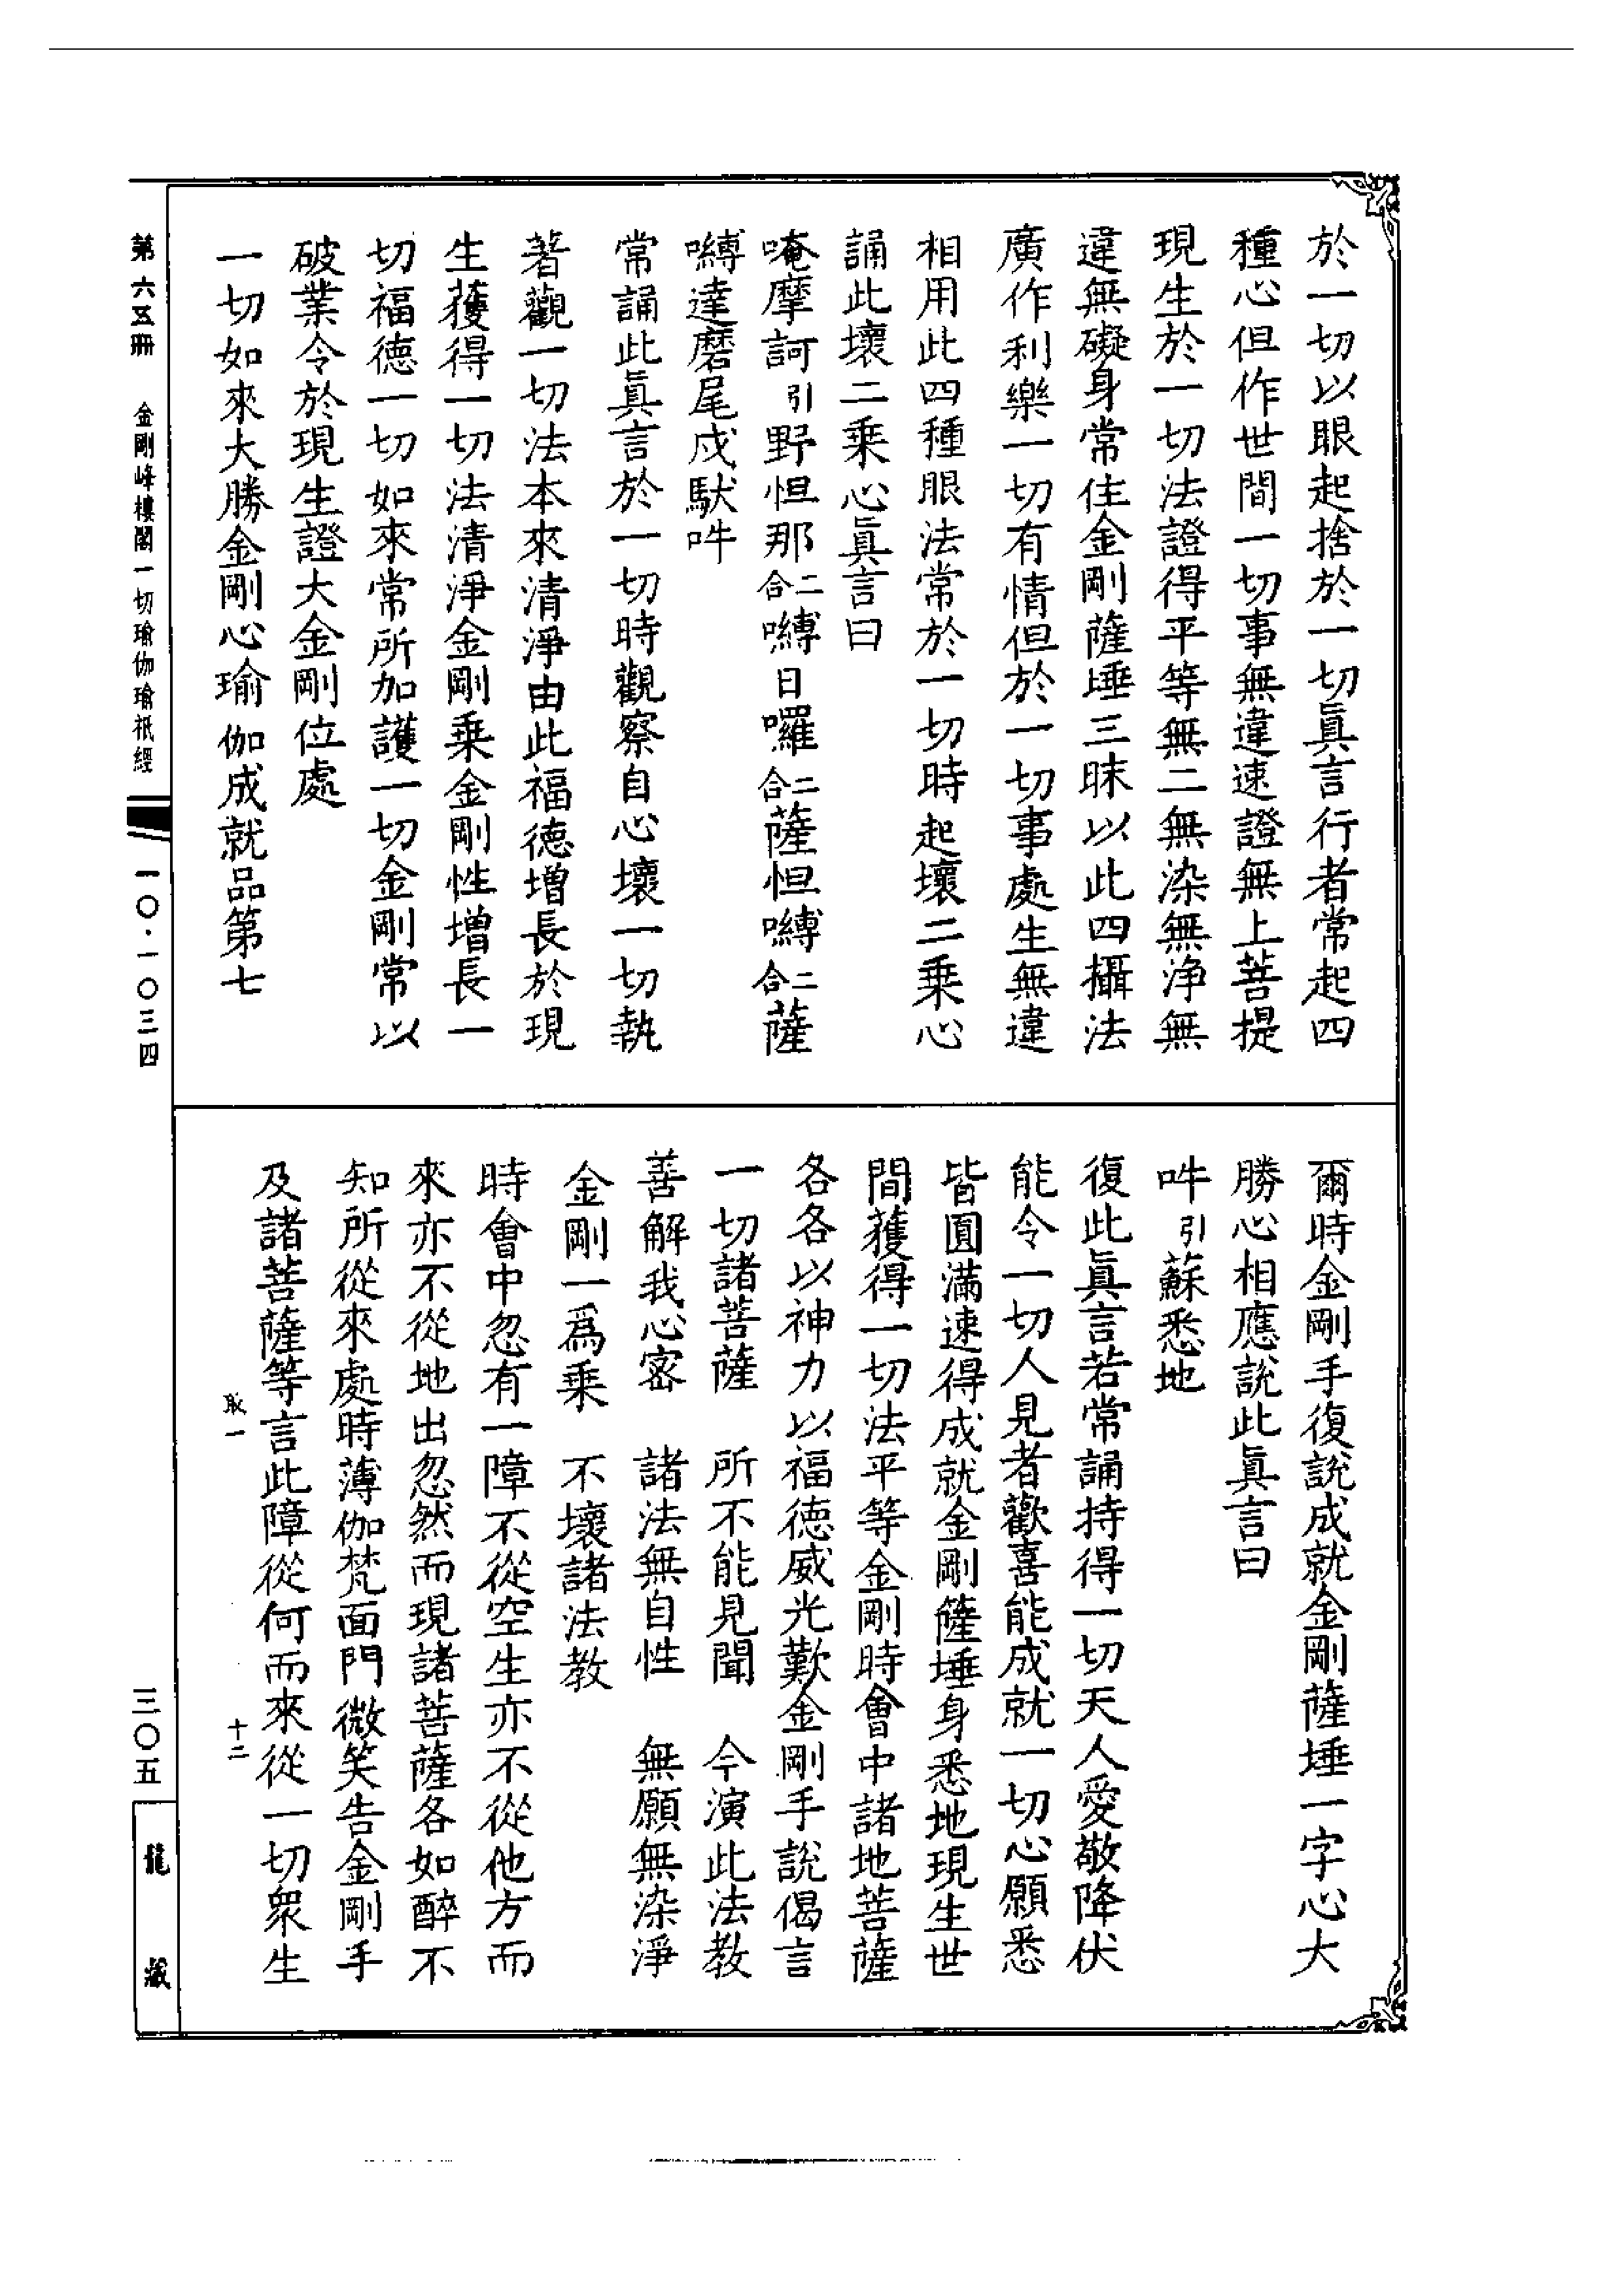 於一切以眼起捨於一切眞言行者常起四
種心但作世間一切事無違速證無上菩提
現生於一切法證得平等無二無染無淨無
違無礙身常住金剛薩埵三昧以此四攝法
廣作利樂一切有情但於一切事處生無違
相用此四種眼法常於一切時起壞二乘心
誦此壞二乘心眞言曰
唵摩訶引野怛那二合嚩日囉二合薩怛嚩二合薩
嚩達磨尾戍馱吽
常誦此眞言於一切時觀察自心壞一切執
著觀一切法本來清淨由此福德增長於現
生獲得一切法清淨金剛乘金剛性增長一
切福德一切如來常所加護一切金剛常以
破業令於現生證大金剛位處
一切如來大勝金剛心瑜伽成就品第七
爾時金剛手復說成就金剛薩埵一字心大
勝心相應說此眞言曰
吽引蘇悉地
復此眞言若常誦持得一切天人愛敬降伏
能令一切人見者歡喜能成就一切心願悉
皆圓滿速得成就金剛薩埵身悉地現生世
間獲得一切法平等金剛時會中諸地菩薩
各各以神力以福德威光歎金剛手說偈言
一切諸菩薩　所不能見聞　今演此法教
善解我心密　諸法無自性　無願無染淨
金剛一爲乘　不壞諸法教
時會中忽有一障不從空生亦不從他方而
來亦不從地出忽然而現諸菩薩各如醉不
知所從來處時薄伽梵面門微笑告金剛手
及諸菩薩等言此障從何而來從一切眾生
取一　十二
第六五冊　金剛峰樓閣一切瑜伽瑜祇經　一〇·一〇三四
三〇五　龍藏